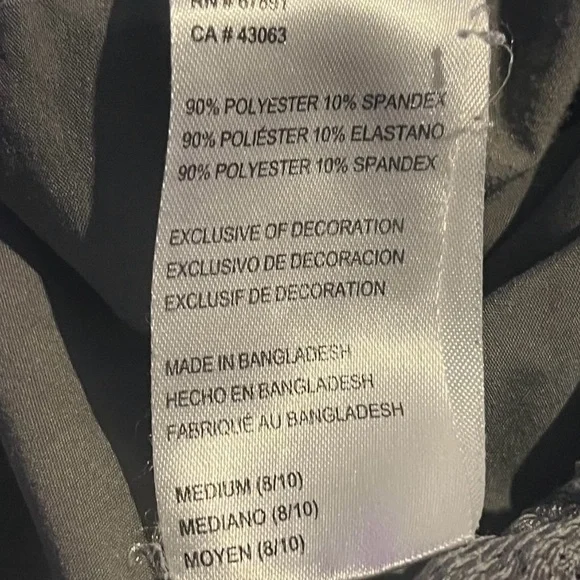 CA # 43063
90% POLYESTER 10% SPANDEX
90% POLIÉSTER 10% ELASTANO
90% POLYESTER 10% SPANDEX
EXCLUSIVE OF DECORATION
EXCLUSIVO DE DECORACION
EXCLUSIF DE DECORATION
MADE IN BANGLADESH
HECHO EN BANGLADESH
FABRIQUÉ AU BANGLADESH
MEDIUM (8/10)
MEDIANO (8/10)
MOYEN (8/10)